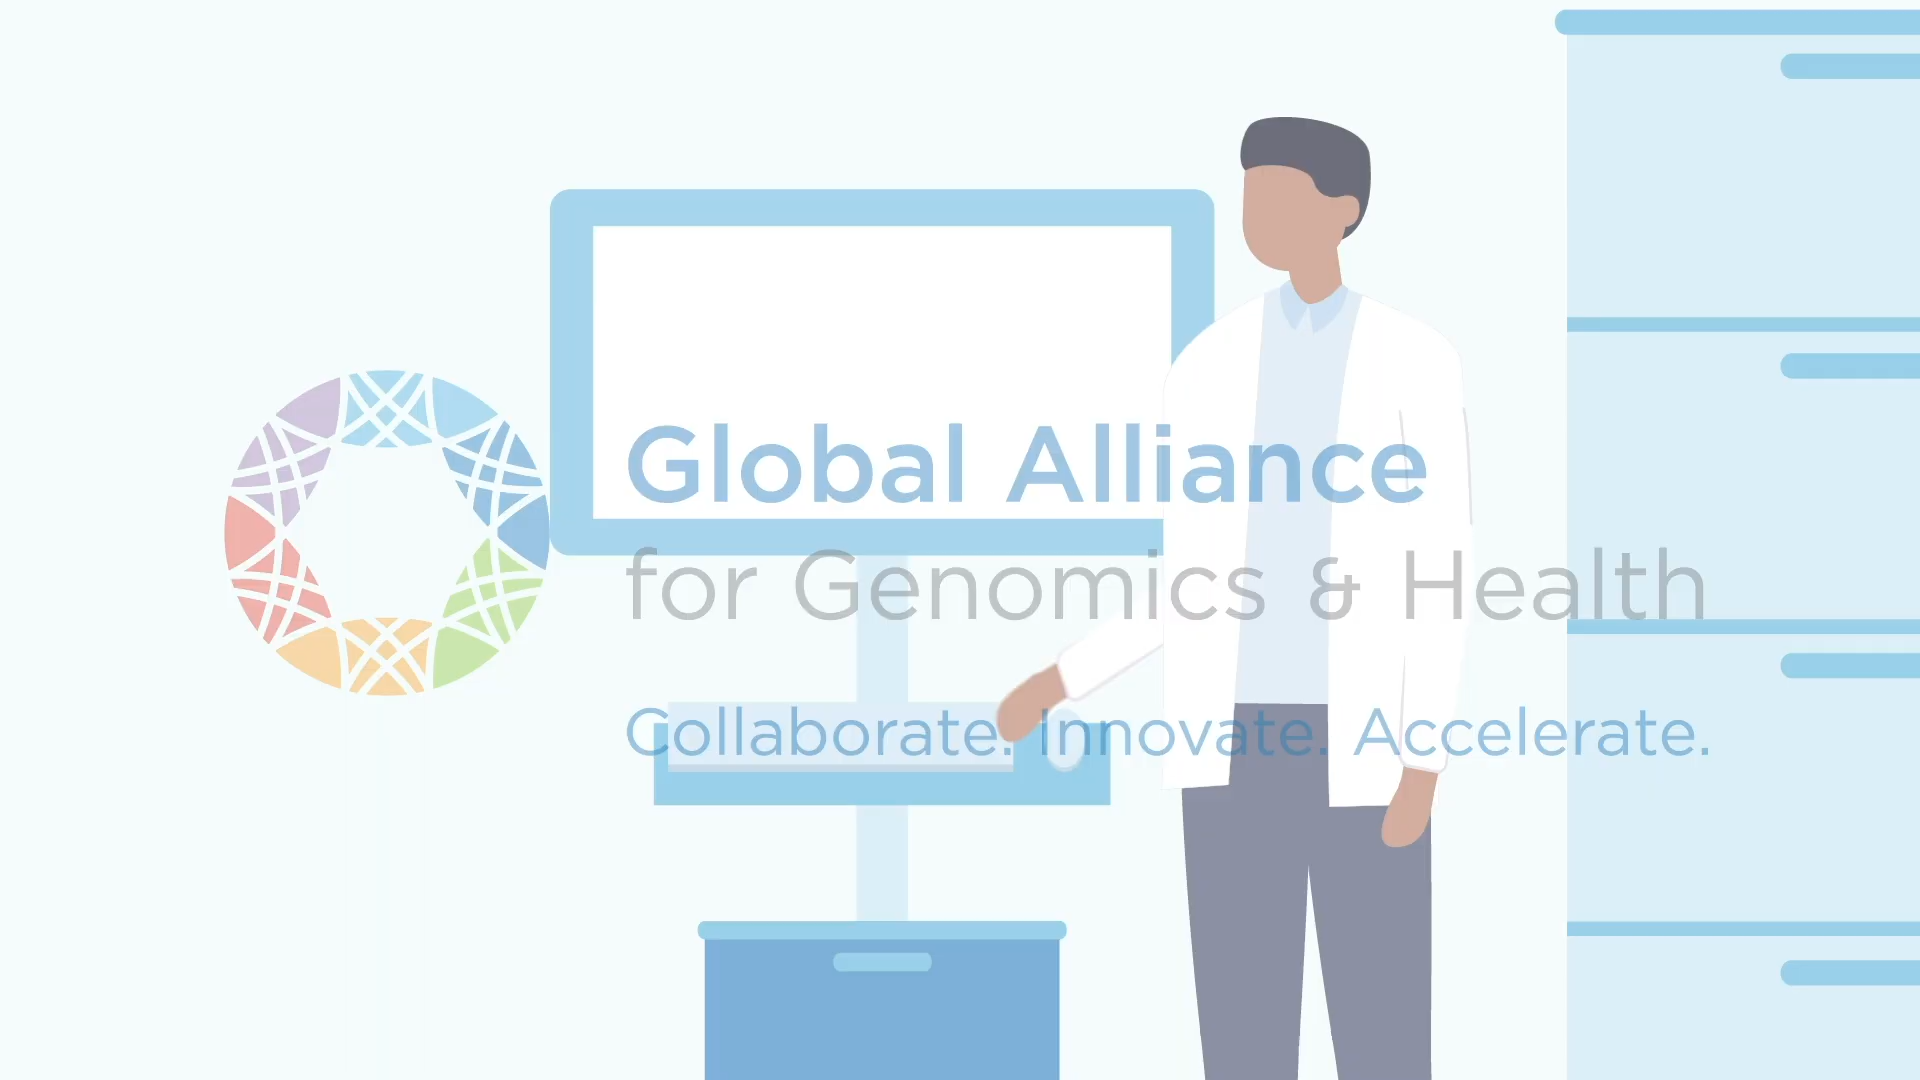 Global Alliance
for Genomics & Health
Collaborate. Innovate. Accelerate.